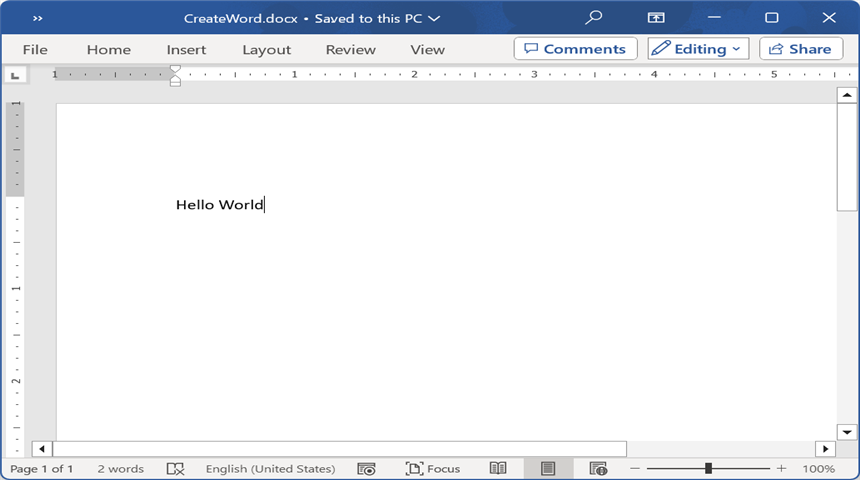 CreateWord.docx • Saved to this PC
File Home Insert Layout Review View Comments Editing Share
1 1 2 3 4 5
1
Hello World
1
2
Page 1 of 1 2 words English (United States) Focus 100%